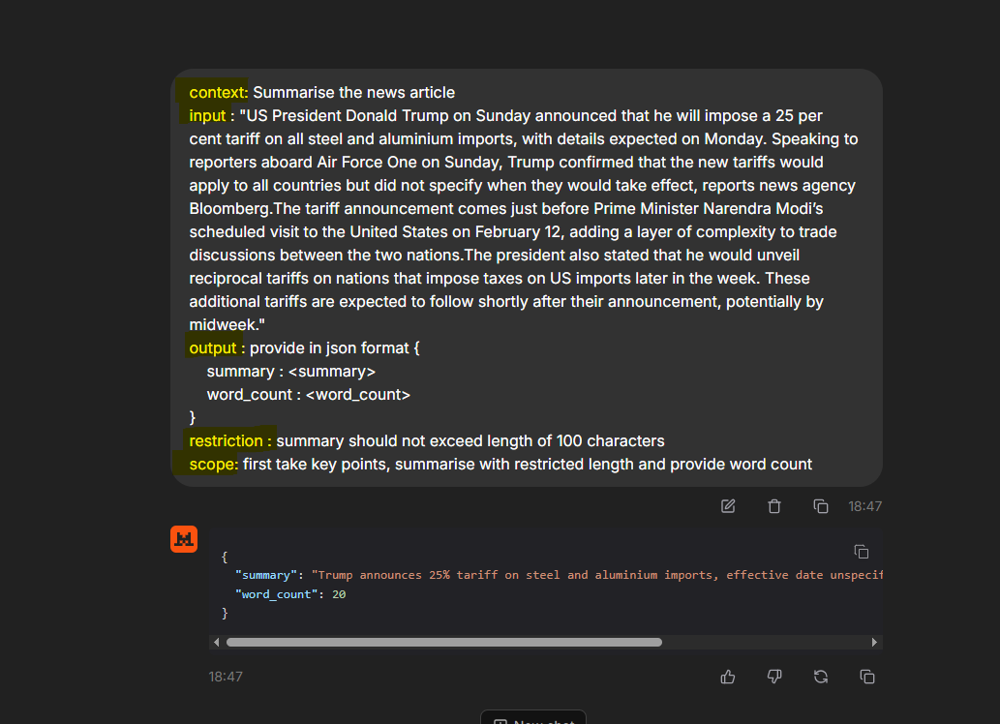 context: Summarise the news article
input : "US President Donald Trump on Sunday announced that he will impose a 25 per
cent tariff on all steel and aluminium imports, with details expected on Monday. Speaking to
reporters aboard Air Force One on Sunday, Trump confirmed that the new tariffs would
apply to all countries but did not specify when they would take effect, reports news agency
Bloomberg.The tariff announcement comes just before Prime Minister Narendra Modi’s
scheduled visit to the United States on February 12, adding a layer of complexity to trade
discussions between the two nations.The president also stated that he would unveil
reciprocal tariffs on nations that impose taxes on US imports later in the week. These
additional tariffs are expected to follow shortly after their announcement, potentially by
midweek."
output : provide in json format {
summary : <summary>
word_count : <word_count>
}
restriction : summary should not exceed length of 100 characters
scope: first take key points, summarise with restricted length and provide word count
18:47
{
"summary": "Trump announces 25% tariff on steel and aluminium imports, effective date unspecif
"word_count": 20
}
18:47
New chat